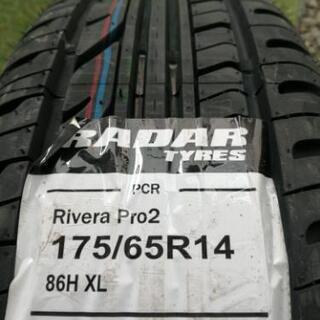 RADAR
TYRES
PCR
Rivera Pro2
175/65R14
86H XL